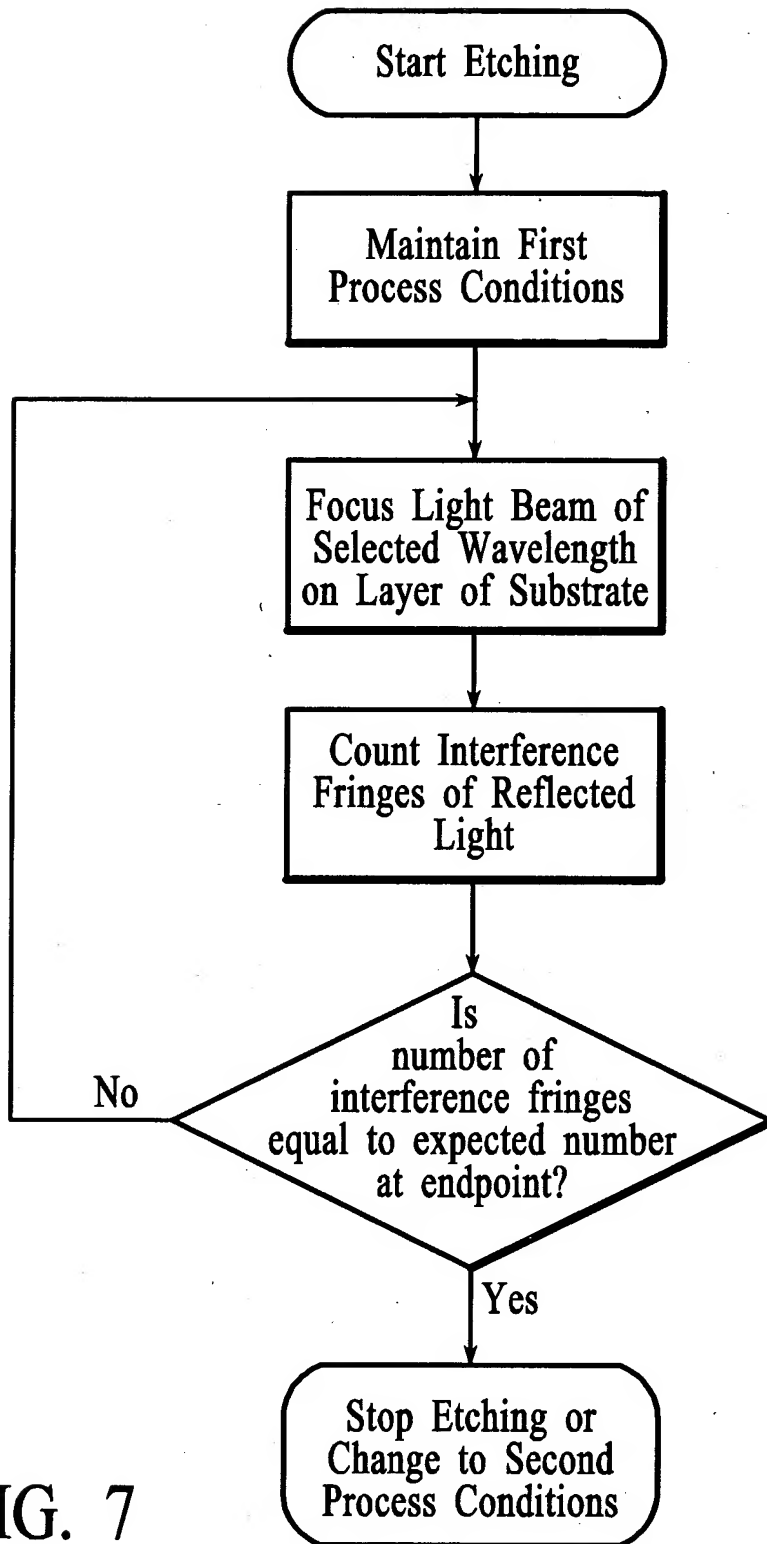 Start Etching
Maintain First
Process Conditions
Focus Light Beam of
Selected Wavelength
on Layer of Substrate
Count Interference
Fringes of Reflected
Light
Is
number of
interference fringes
equal to expected number
at endpoint?
No
Yes
Stop Etching or
Change to Second
Process Conditions
IG. 7